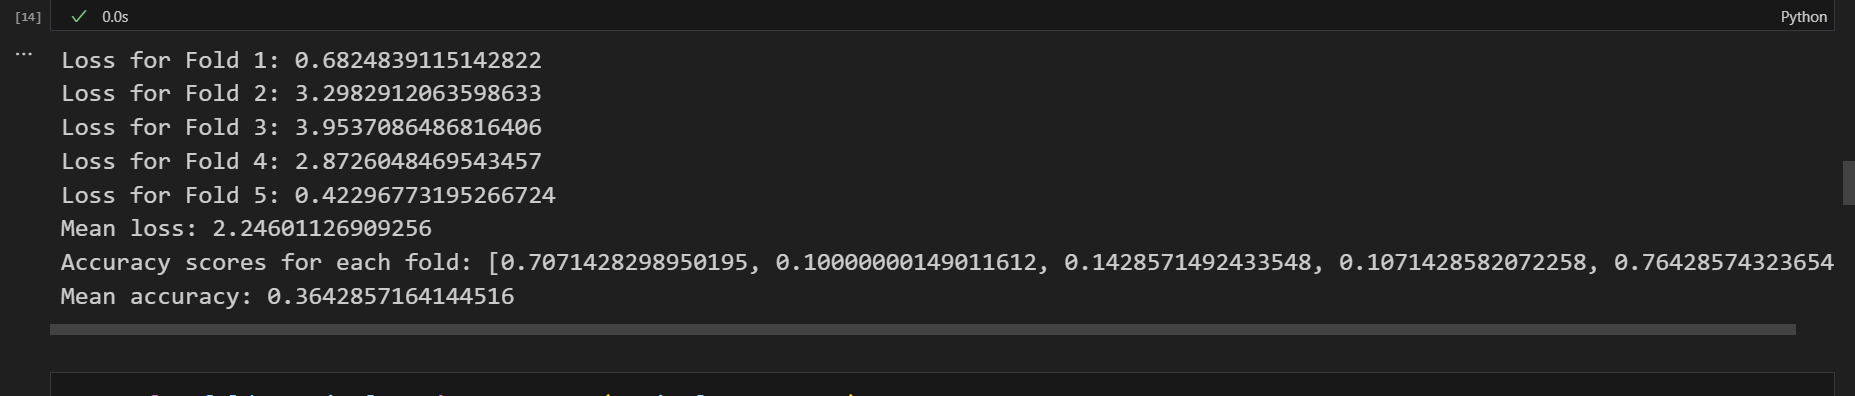 [14] 0.0s Python
... Loss for Fold 1: 0.6824839115142822
Loss for Fold 2: 3.2982912063598633
Loss for Fold 3: 3.9537086486816406
Loss for Fold 4: 2.8726048469543457
Loss for Fold 5: 0.42296773195266724
Mean loss: 2.24601126909256
Accuracy scores for each fold: [0.7071428298950195, 0.10000000149011612, 0.1428571492433548, 0.1071428582072258, 0.76428574323654
Mean accuracy: 0.3642857164144516